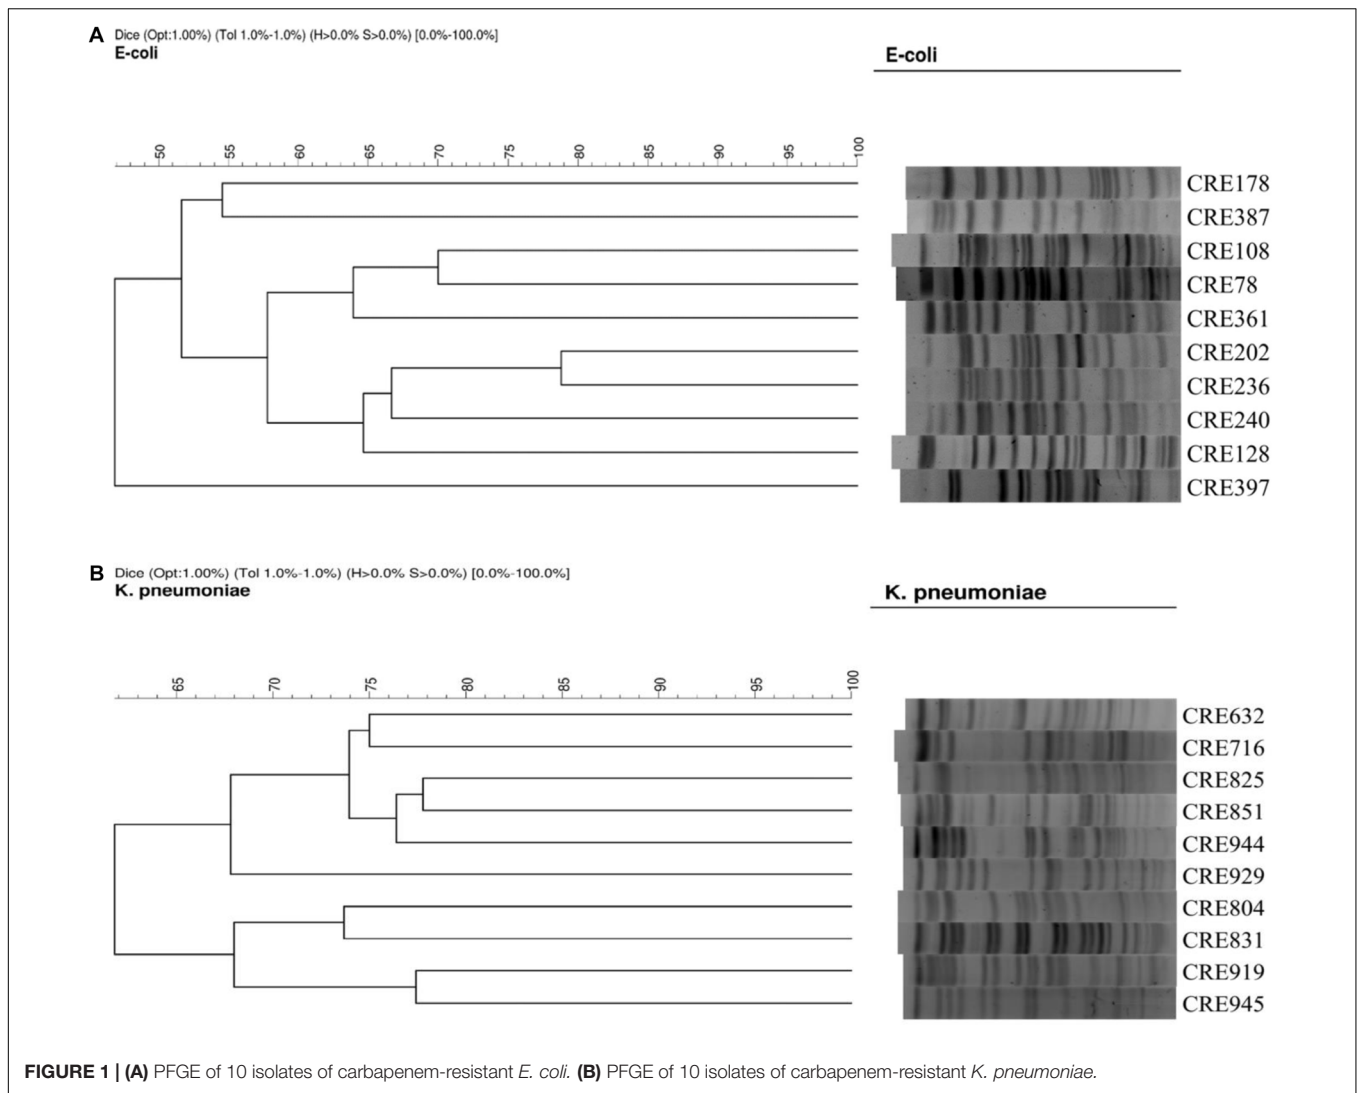 A Dice (Opt:1.00%) (Tol 1.0%-1.0%) (H>0.0% S>0.0%) [0.0%-100.0%]
E-coli
E-coli
50 55 60 65 70 75 80 85 90 95 100
CRE178
CRE387
CRE108
CRE78
CRE361
CRE202
CRE236
CRE240
CRE128
CRE397
B Dice (Opt:1.00%) (Tol 1.0%-1.0%) (H>0.0% S>0.0%) [0.0%-100.0%]
K. pneumoniae
K. pneumoniae
65 70 75 80 85 90 95 100
CRE632
CRE716
CRE825
CRE851
CRE944
CRE929
CRE804
CRE831
CRE919
CRE945
FIGURE 1 | (A) PFGE of 10 isolates of carbapenem-resistant E. coli. (B) PFGE of 10 isolates of carbapenem-resistant K. pneumoniae.